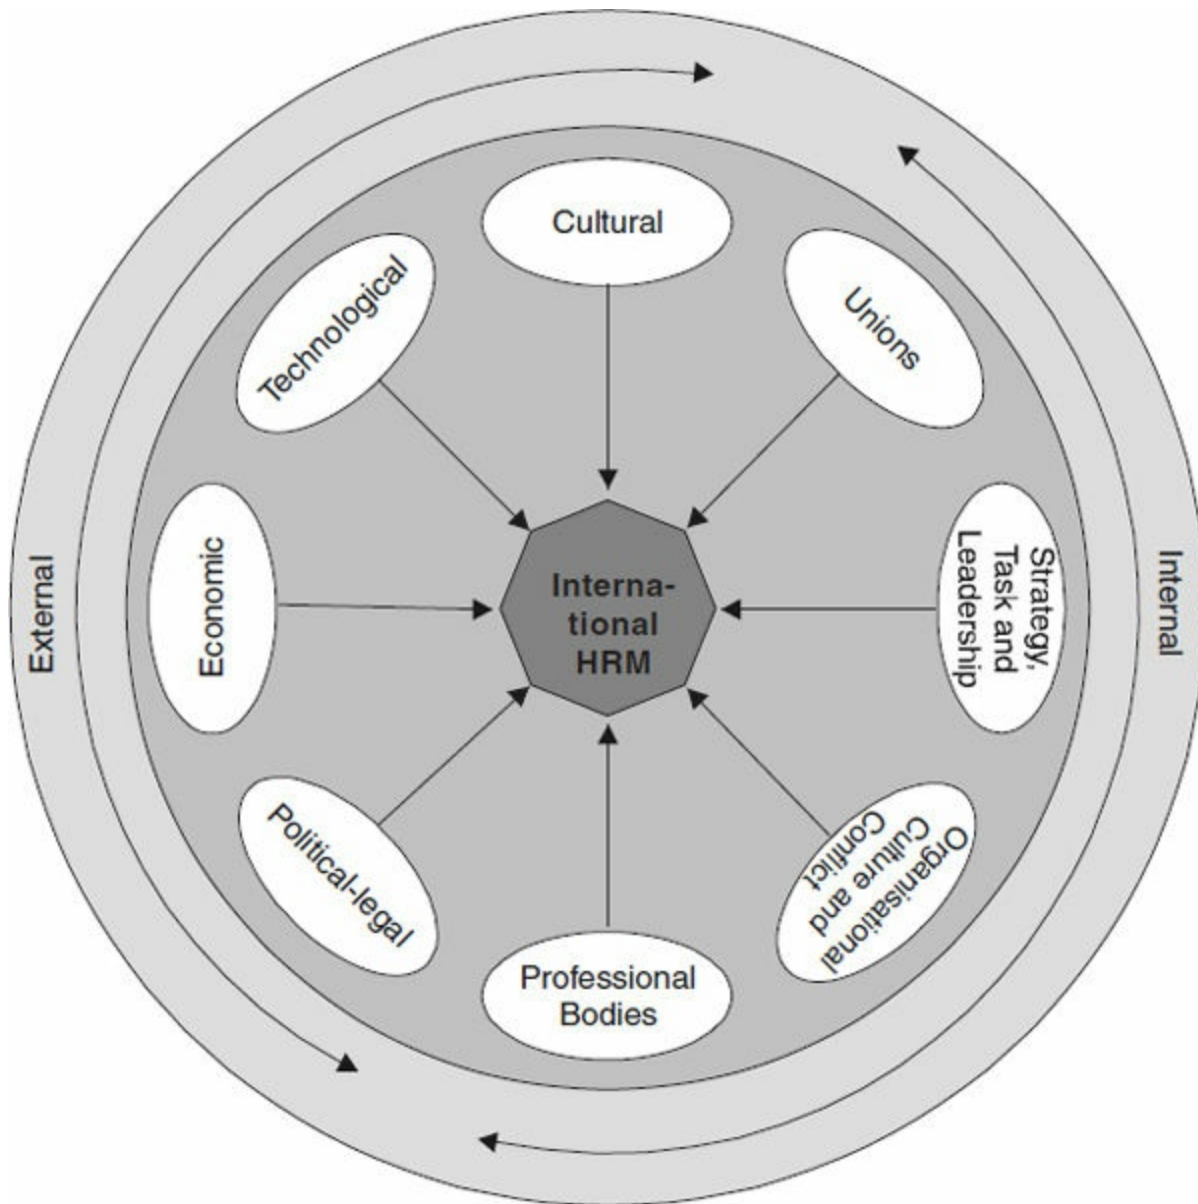 Cultural
Unions
Technological
Strategy,
Task and
Leadership
Interna-
tional
HRM
Economic
External
Internal
Political-legal
Organisational
Culture and
Conflict
Professional
Bodies